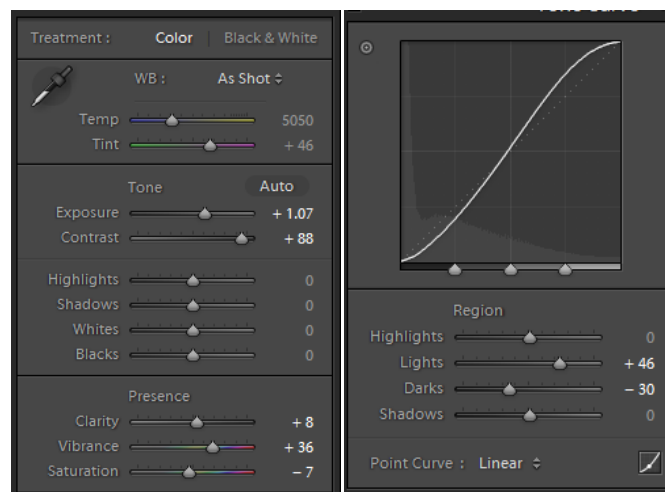 Treatment : Color | Black & White
WB : As Shot
Temp 5050
Tint + 46
Tone Auto
Exposure + 1.07
Contrast + 88
Highlights 0
Shadows 0
Whites 0
Blacks 0
Presence
Clarity + 8
Vibrance + 36
Saturation – 7
Region
Highlights 0
Lights + 46
Darks – 30
Shadows 0
Point Curve : Linear